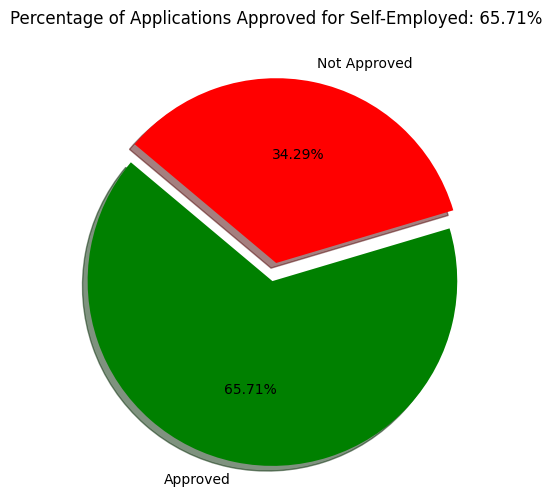 Percentage of Applications Approved for Self-Employed: 65.71%
Not Approved
34.29%
65.71%
Approved